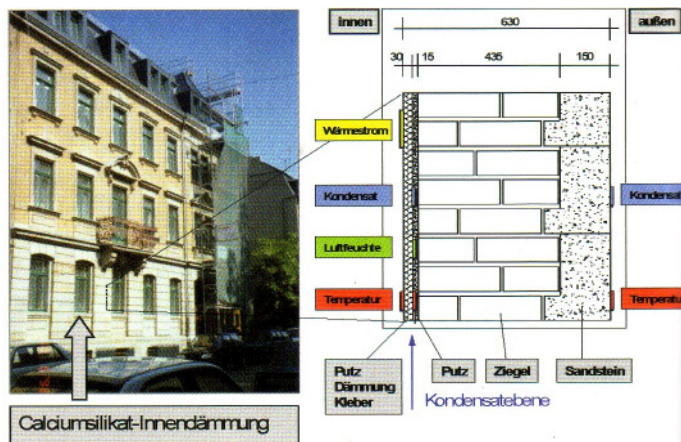 innen
630
außen
30
15
435
150
Wärmestrom
Kondensat
Kondensat
Luftfeuchte
Temperatur
Temperatur
Putz
Dämmung
Kleber
Putz
Ziegel
Sandstein
Kondensatebene
Calciumsilikat-Innendämmung